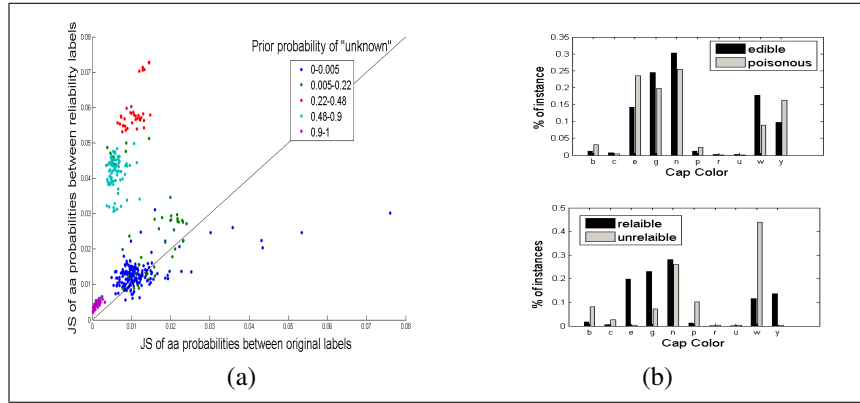 JS of aa probabilities between reliability labels
0.08
0.07
0.06
0.05
0.04
0.03
0.02
0.01
0
0 0.01 0.02 0.03 0.04 0.05 0.06 0.07 0.08
JS of aa probabilities between original labels
Prior probability of "unknown"
0-0.005
0.005-0.22
0.22-0.48
0.48-0.9
0.9-1
(a)
% of instance
0.35
0.3
0.25
0.2
0.15
0.1
0.05
0
edible
poisonous
b c e g n p r u w y
Cap Color
% of instances
0.5
0.4
0.3
0.2
0.1
0
relaible
unrelaible
b c e g n p r u w y
Cap Color
(b)